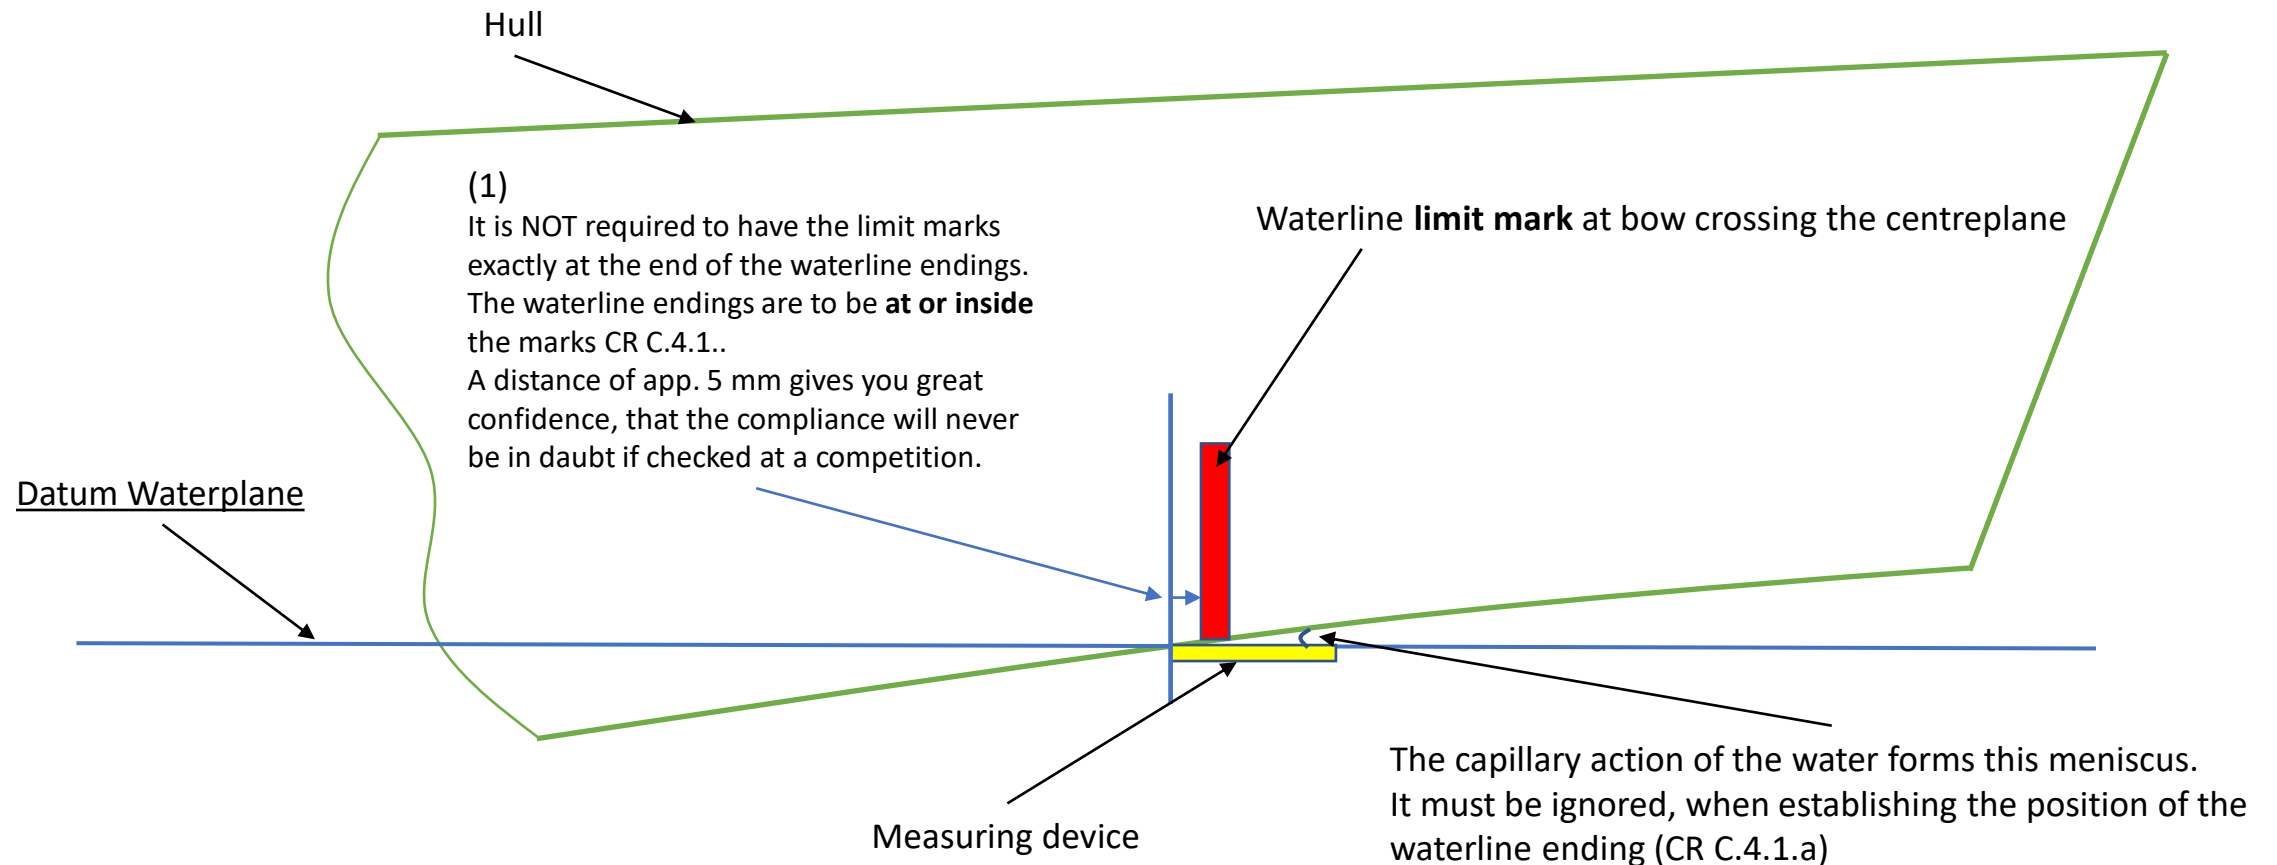 Hull
(1)
It is NOT required to have the limit marks
exactly at the end of the waterline endings.
The waterline endings are to be at or inside
the marks CR C.4.1..
A distance of app. 5 mm gives you great
confidence, that the compliance will never
be in daubt if checked at a competition.
Waterline limit mark at bow crossing the centreplane
Datum Waterplane
Measuring device
The capillary action of the water forms this meniscus.
It must be ignored, when establishing the position of the
waterline ending (CR C.4.1.a)